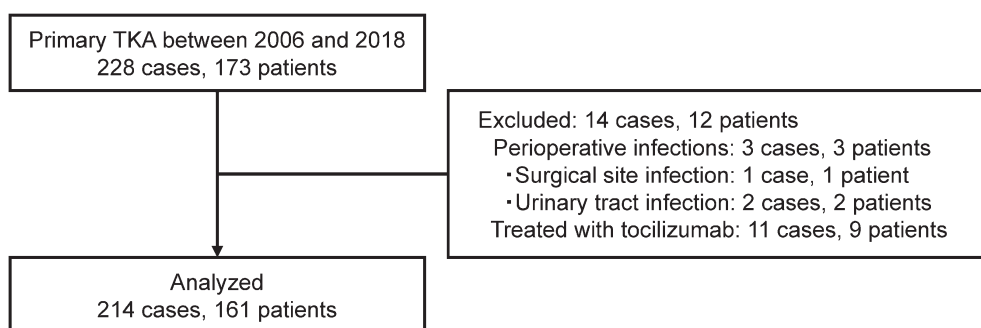 Primary TKA between 2006 and 2018
228 cases, 173 patients
Excluded: 14 cases, 12 patients
Perioperative infections: 3 cases, 3 patients
・Surgical site infection: 1 case, 1 patient
・Urinary tract infection: 2 cases, 2 patients
Treated with tocilizumab: 11 cases, 9 patients
Analyzed
214 cases, 161 patients